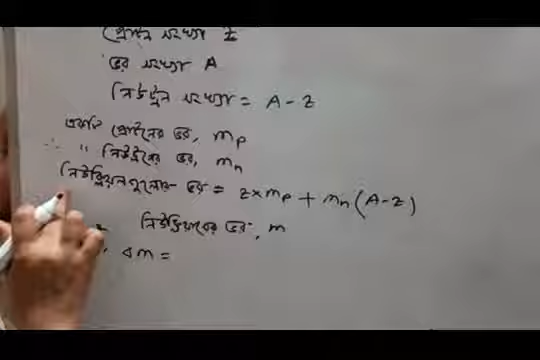 প্রোটন সংখ্যা Z
ভর সংখ্যা A
নিউট্রন সংখ্যা = A - Z
একটি প্রোটনের ভর, mp
∴ " নিউট্রনের ভর, mn
নিউক্লিয়নগুলোর ভর = Z × mp + mn (A - Z)
নিউক্লিয়াসের ভর, m
, Δm =